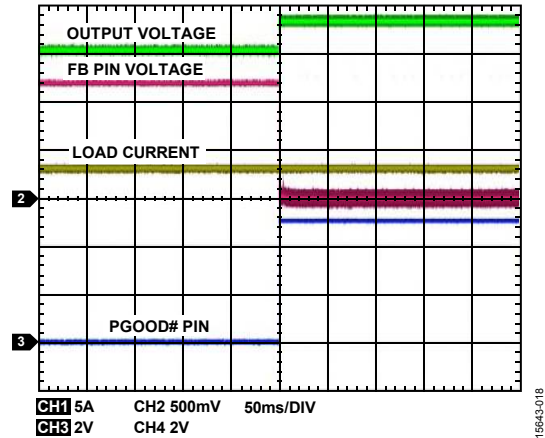 OUTPUT VOLTAGE
FB PIN VOLTAGE
LOAD CURRENT
2
PGOOD# PIN
3
CH1 5A CH2 500mV 50ms/DIV
CH3 2V CH4 2V
15643-018